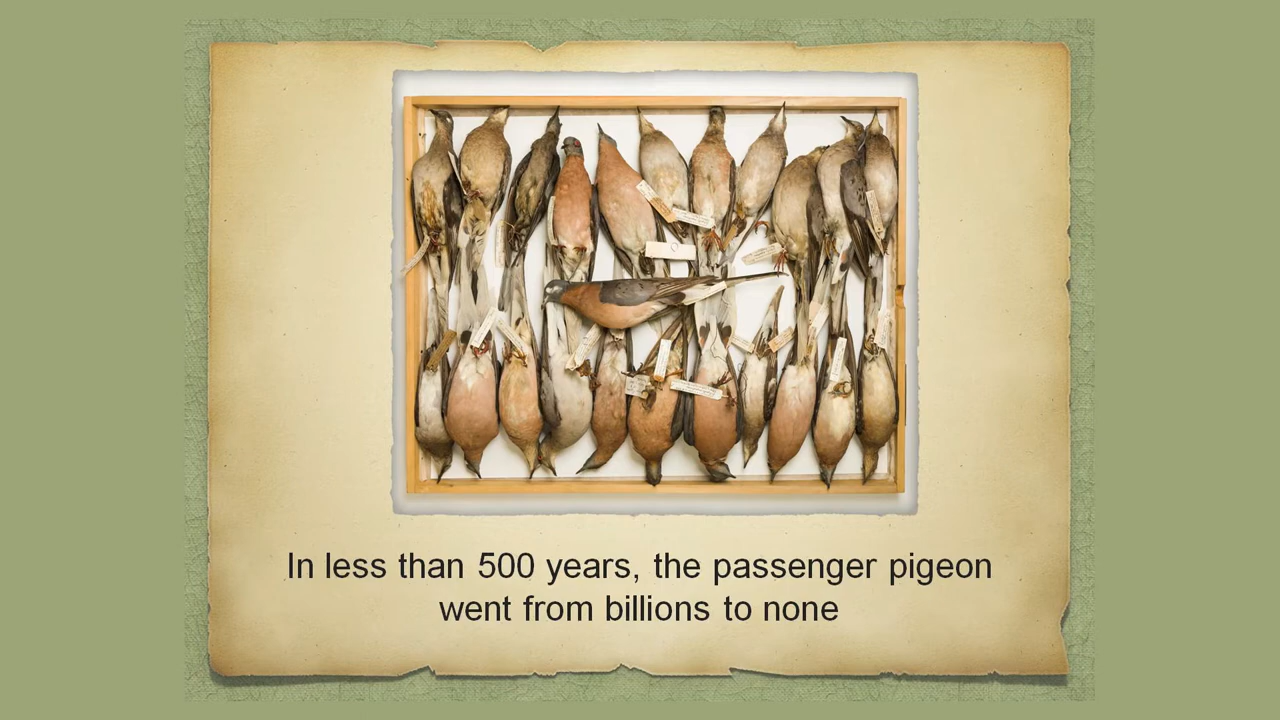 In less than 500 years, the passenger pigeon
went from billions to none